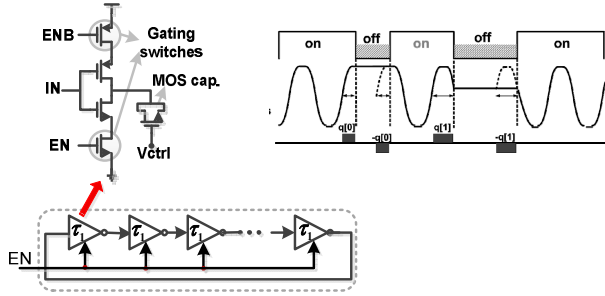 ENB
Gating
switches
MOS cap.
IN
EN
Vctrl
on
off
on
off
on
q[0]
-q[0]
q[1]
-q[1]
τ1
τ1
τ1
τ1
EN